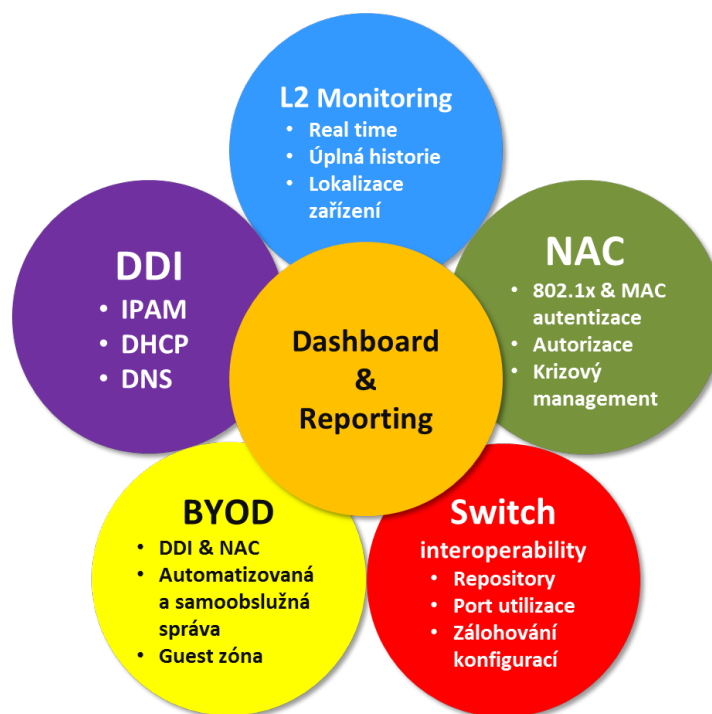 L2 Monitoring
• Real time
• Úplná historie
• Lokalizace
zařízení
DDI
• IPAM
• DHCP
• DNS
NAC
• 802.1x & MAC
autentizace
• Autorizace
• Krizový
management
Dashboard
&
Reporting
BYOD
• DDI & NAC
• Automatizovaná
a samoobslužná
správa
• Guest zóna
Switch
interoperability
• Repository
• Port utilizace
• Zálohování
konfigurací